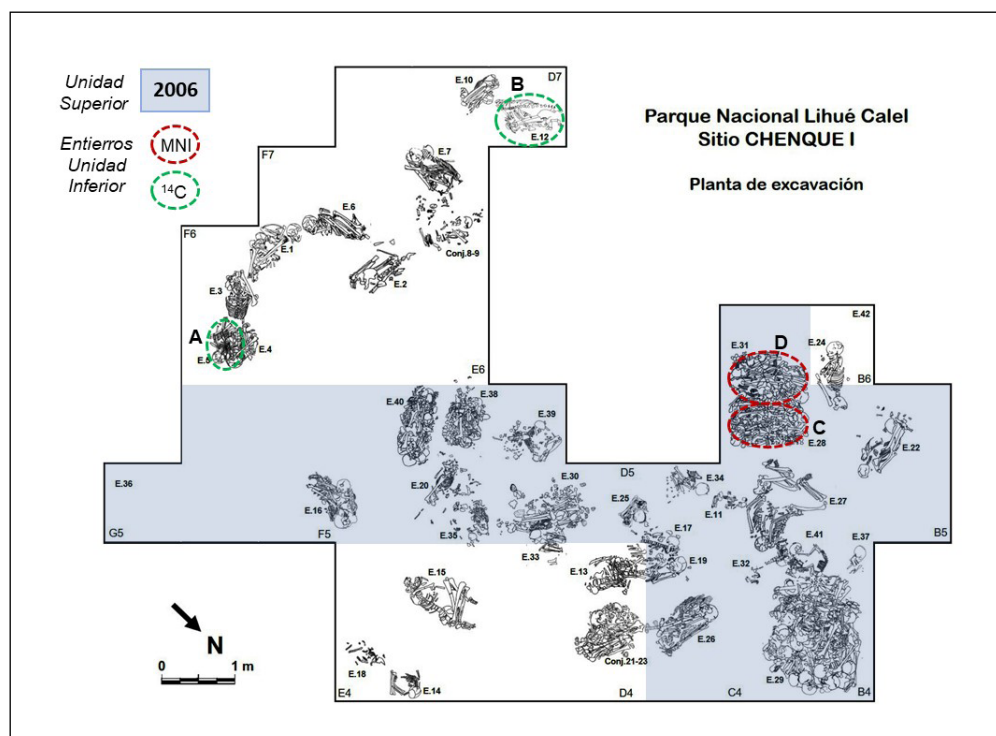 Unidad
Superior
2006
Entierros
Unidad
Inferior
MNI
14C
Parque Nacional Lihué Calel
Sitio CHENQUE I
Planta de excavación
E.10
B
D7
E.12
F7
E.7
F6
E.1
E.6
Conj.8-9
E.3
E.2
A
E.5
E.4
E6
E.42
E.31
D
E.24
B6
C
E.28
E.40
E.38
E.39
E.22
E.36
E.16
E.20
E.30
D5
E.34
E.25
E.11
E.27
G5
F5
E.35
E.33
E.17
E.41
E.37
B5
E.15
E.13
E.19
E.32
N
0
1 m
E.18
E.14
E4
Conj.21-23
D4
E.26
E.29
C4
B4